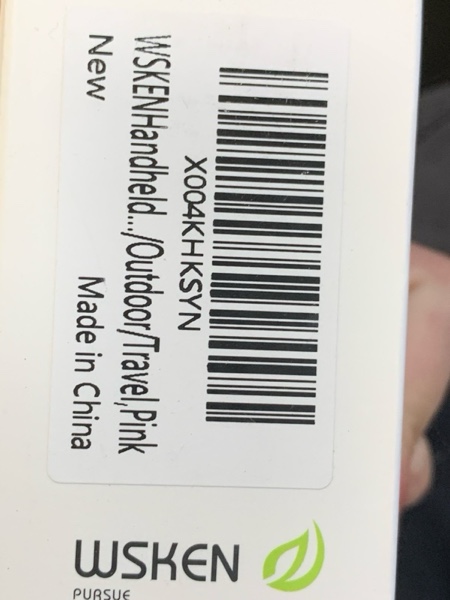 X004KHKSYN
WSKENHandheld.../Outdoor/Travel,Pink
New Made in China
WSKEN
PURSUE